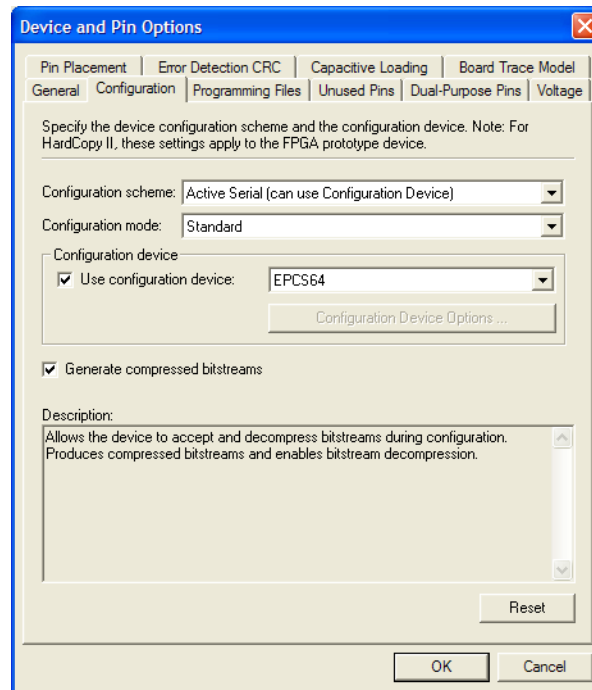 Device and Pin Options
Pin Placement
Error Detection CRC
Capacitive Loading
Board Trace Model
General
Configuration
Programming Files
Unused Pins
Dual-Purpose Pins
Voltage
Specify the device configuration scheme and the configuration device. Note: For
HardCopy II, these settings apply to the FPGA prototype device.
Configuration scheme: Active Serial (can use Configuration Device)
Configuration mode: Standard
Configuration device
Use configuration device: EPCS64
Configuration Device Options ...
Generate compressed bitstreams
Description:
Allows the device to accept and decompress bitstreams during configuration.
Produces compressed bitstreams and enables bitstream decompression.
Reset
OK
Cancel